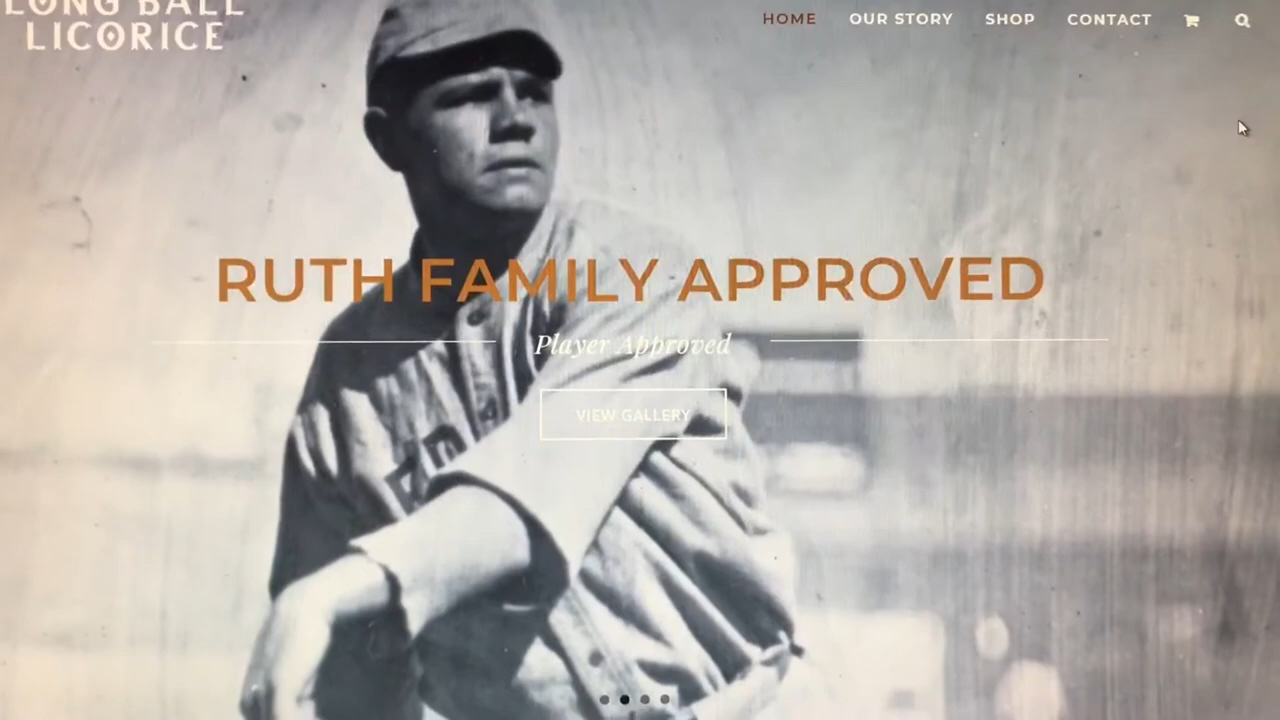 LONG BALL
LICORICE
HOME OUR STORY SHOP CONTACT
RUTH FAMILY APPROVED
Player Approved
VIEW GALLERY